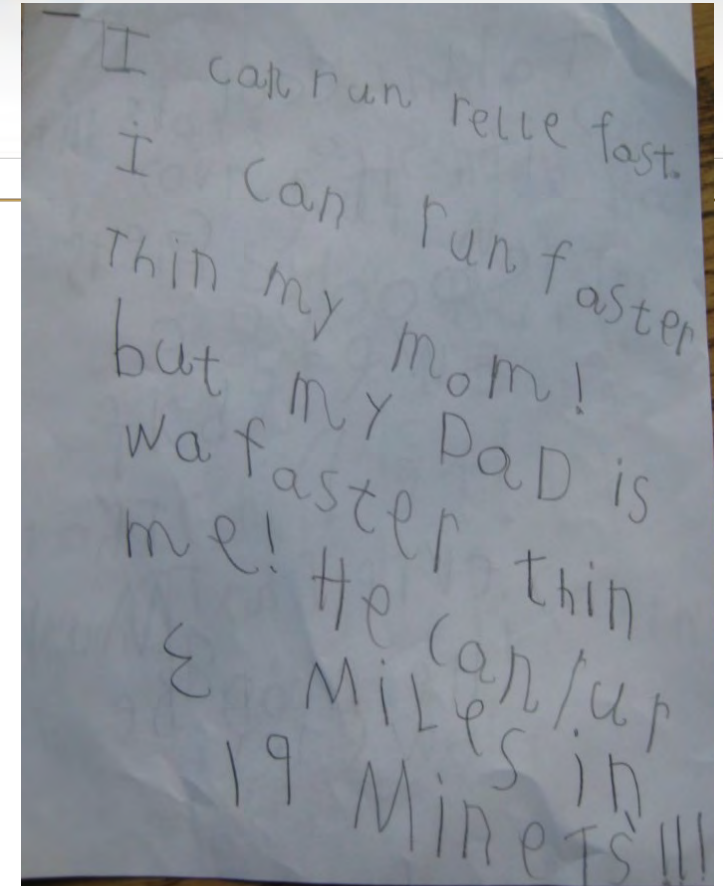 I can run relle fast.
I can run faster
Thin my mom!
but my DaD is
wa faster thin
me! He can rur
3 MiLes in
19 Minets!!!